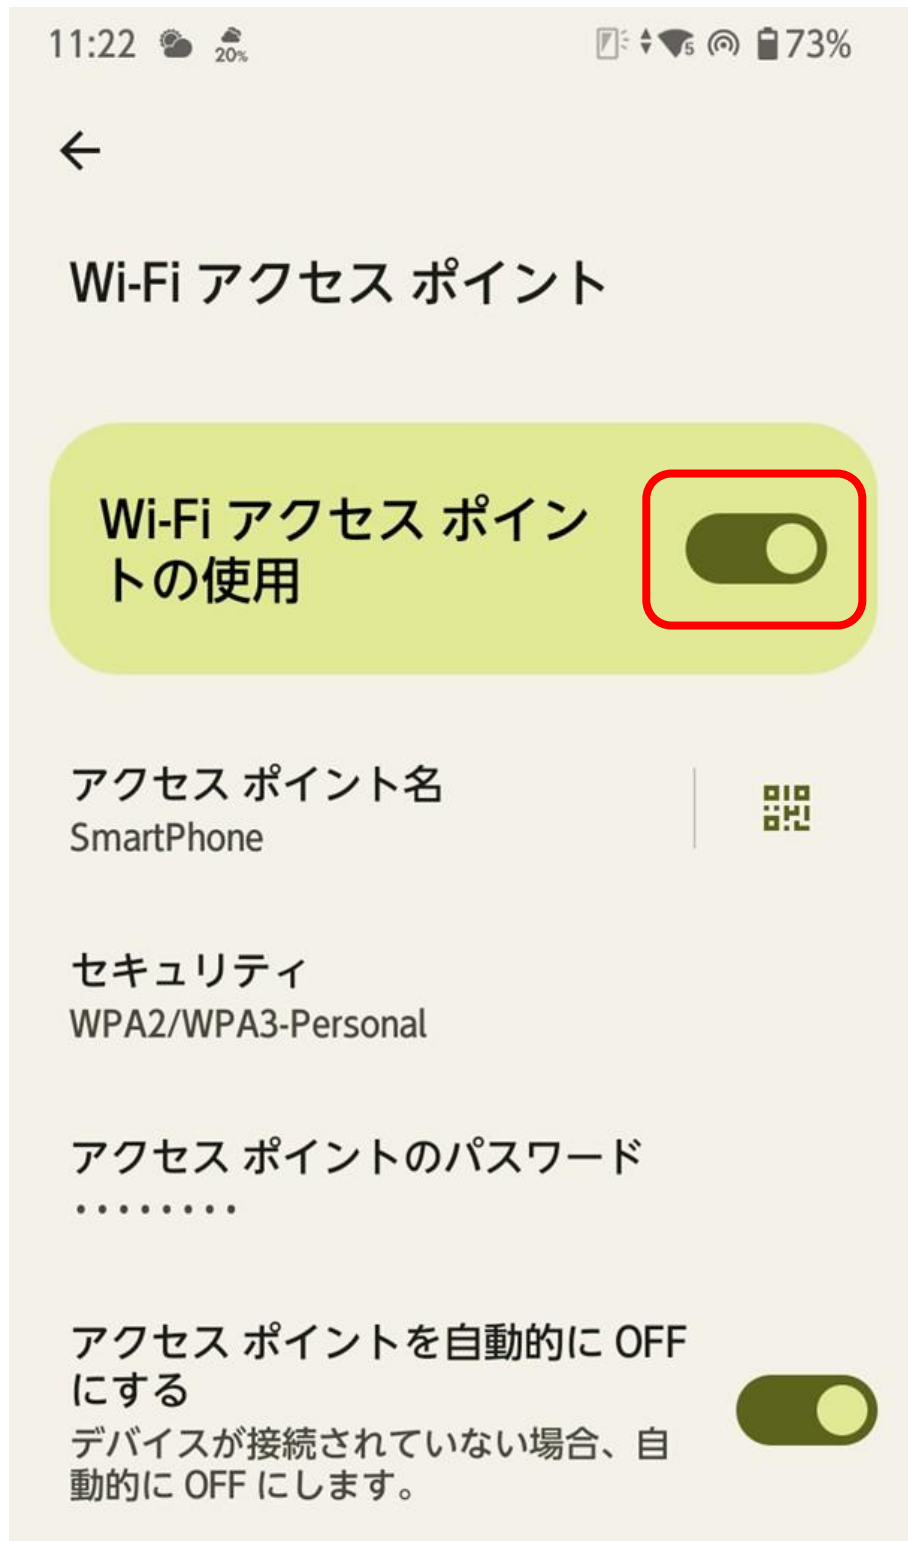 11:22 20% 5 73%
Wi-Fi アクセス ポイント
Wi-Fi アクセス ポイン
トの使用
アクセス ポイント名
SmartPhone
セキュリティ
WPA2/WPA3-Personal
アクセス ポイントのパスワード
········
アクセス ポイントを自動的に OFF
にする
デバイスが接続されていない場合、自
動的に OFF にします。